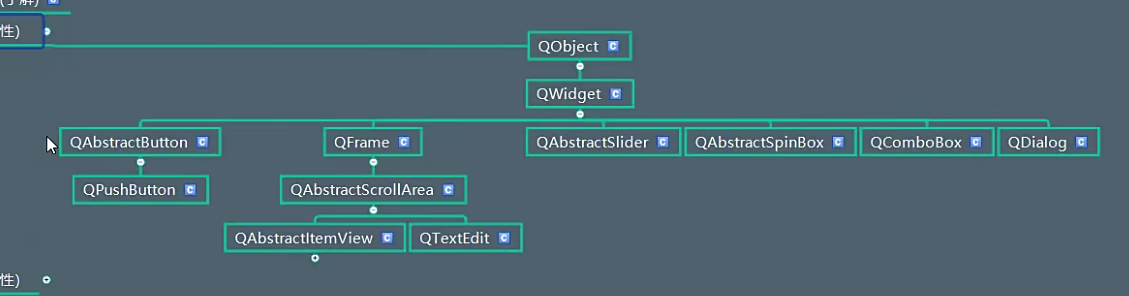 (了解)
性)
QObject
QWidget
QAbstractButton QFrame QAbstractSlider QAbstractSpinBox QComboBox QDialog
QPushButton QAbstractScrollArea
QAbstractItemView QTextEdit
性)